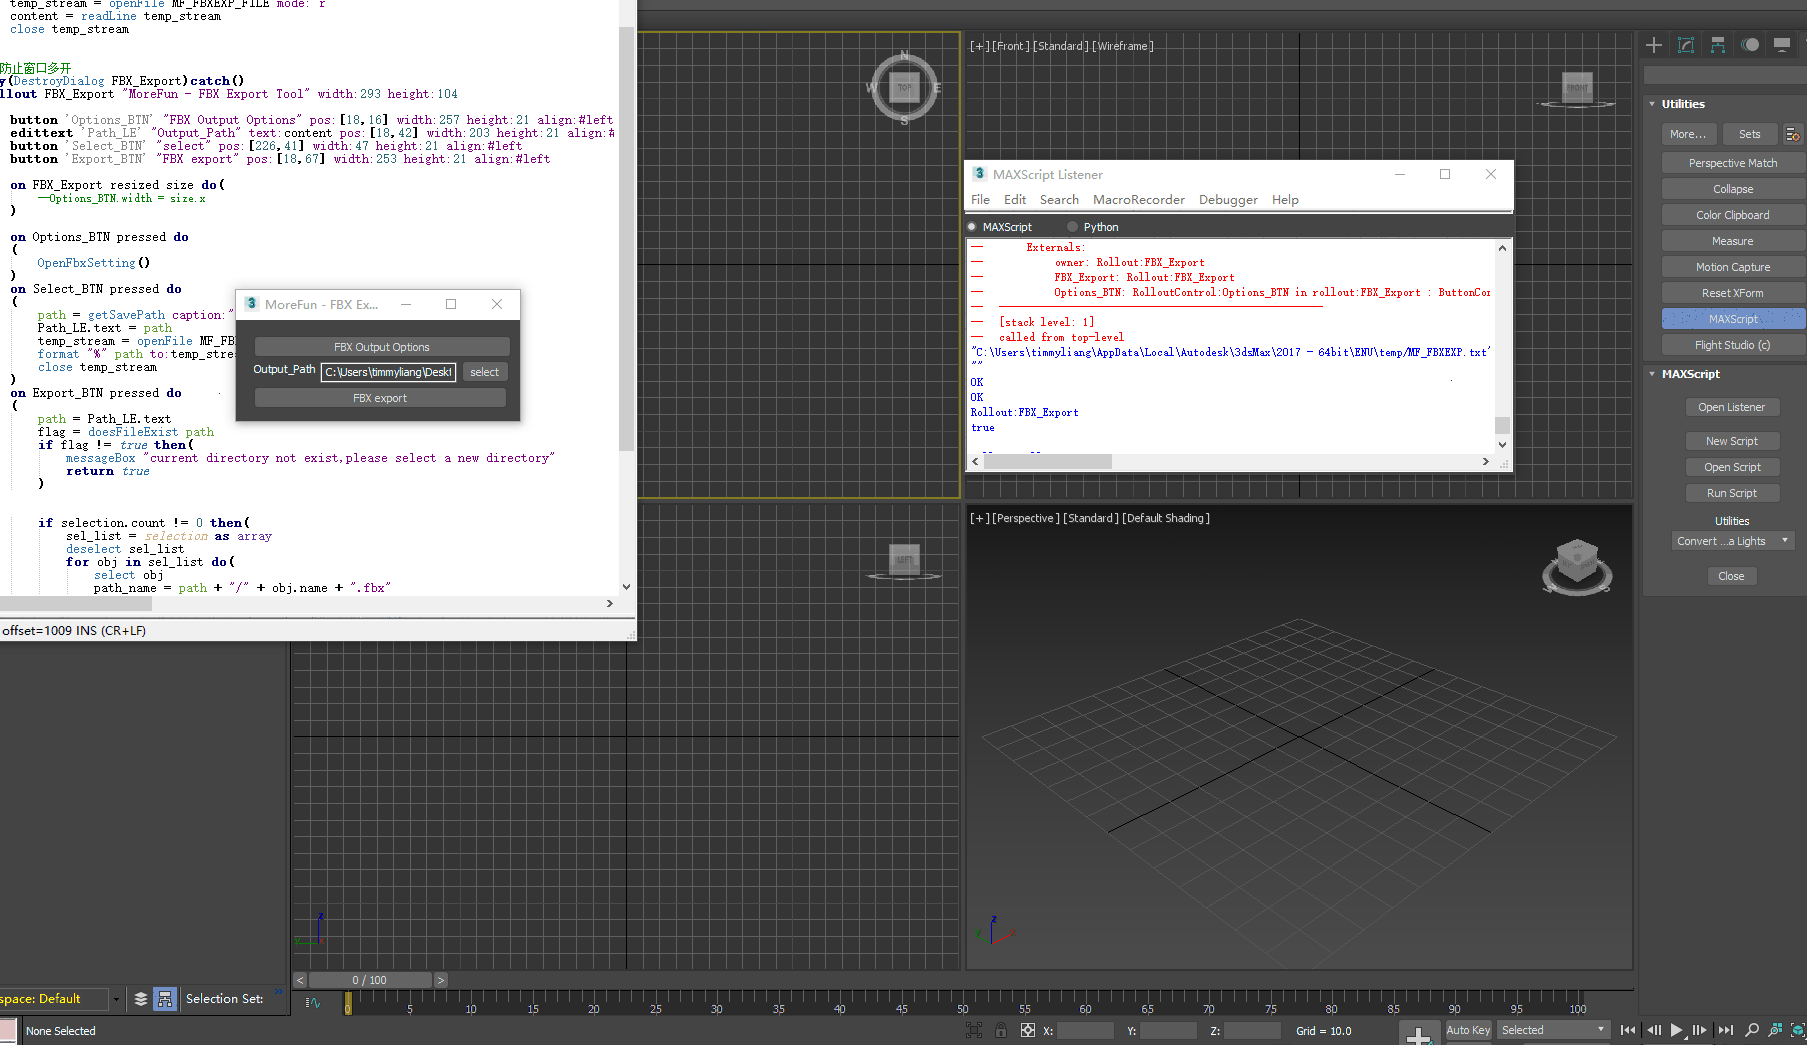 temp_stream = openFile MF_FBXEXP_FILE mode:"r"
content = readLine temp_stream
close temp_stream
防止窗口多开
y(DestroyDialog FBX_Export)catch()
llout FBX_Export "MoreFun - FBX Export Tool" width:293 height:104
button 'Options_BTN' "FBX Output Options" pos:[18,16] width:257 height:21 align:#left
edittext 'Path_LE' "Output_Path" text:content pos:[18,42] width:203 height:21 align:#
button 'Select_BTN' "select" pos:[226,41] width:47 height:21 align:#left
button 'Export_BTN' "FBX export" pos:[18,67] width:253 height:21 align:#left
on FBX_Export resized size do(
--Options_BTN.width = size.x
)
on Options_BTN pressed do
(
OpenFbxSetting()
)
on Select_BTN pressed do
(
path = getSavePath caption:"
Path_LE.text = path
temp_stream = openFile MF_FB
format "%" path to:temp_stre
close temp_stream
)
on Export_BTN pressed do
(
path = Path_LE.text
flag = doesFileExist path
if flag != true then(
messageBox "current directory not exist,please select a new directory"
return true
)
if selection.count != 0 then(
sel_list = selection as array
deselect sel_list
for obj in sel_list do(
select obj
path_name = path + "/" + obj.name + ".fbx"
offset=1009 INS (CR+LF)
3 MoreFun - FBX Ex...
FBX Output Options
Output_Path C:\Users\timmyliang\Deskt select
FBX export
N
W TOP E
S
[+] [Front] [Standard] [Wireframe]
FRONT
3 MAXScript Listener
File Edit Search MacroRecorder Debugger Help
MAXScript Python
-- Externals:
-- owner: Rollout:FBX_Export
-- FBX_Export: Rollout:FBX_Export
-- Options_BTN: RolloutControl:Options_BTN in rollout:FBX_Export : ButtonCor
--
-- [stack level: 1]
-- called from top-level
"C:\Users\timmyliang\AppData\Local\Autodesk\3dsMax\2017 - 64bit\ENU\temp/MF_FBXEXP.txt"
""
OK
OK
Rollout:FBX_Export
true
LEFT
[+] [Perspective] [Standard] [Default Shading]
Utilities
More... Sets
Perspective Match
Collapse
Color Clipboard
Measure
Motion Capture
Reset XForm
MAXScript
Flight Studio (c)
MAXScript
Open Listener
New Script
Open Script
Run Script
Utilities
Convert ...a Lights
Close
z
y
z
y x
< 0 / 100 >
space: Default Selection Set: »
0 5 10 15 20 25 30 35 40 45 50 55 60 65 70 75 80 85 90 95 100
None Selected X: Y: Z: Grid = 10.0 Auto Key Selected